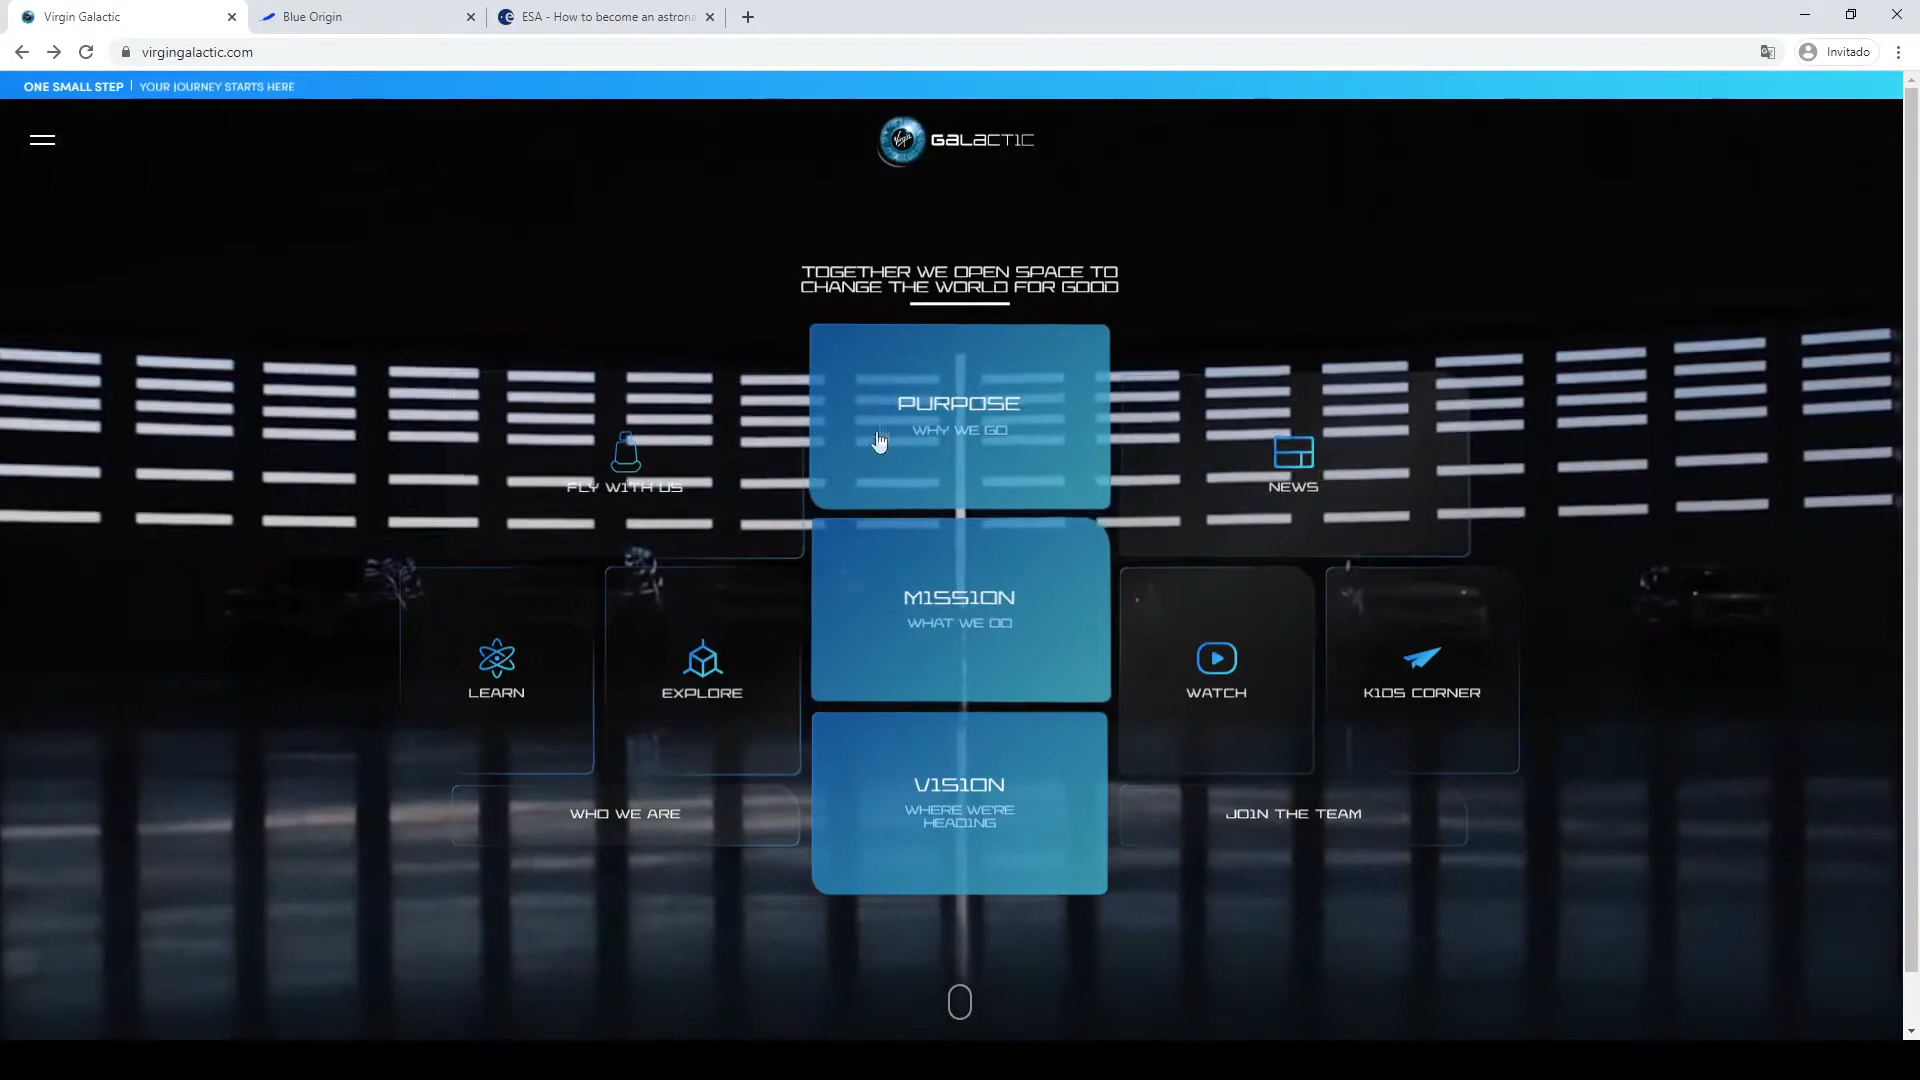 Virgin Galactic
Blue Origin
ESA - How to become an astrona
virgingalactic.com
Invitado
ONE SMALL STEP | YOUR JOURNEY STARTS HERE
Virgin GALACTIC
TOGETHER WE OPEN SPACE TO
CHANGE THE WORLD FOR GOOD
PURPOSE
WHY WE GO
FLY WITH US
NEWS
MISSION
WHAT WE DO
LEARN
EXPLORE
WATCH
KIDS CORNER
VISION
WHERE WE'RE
HEADING
WHO WE ARE
JOIN THE TEAM